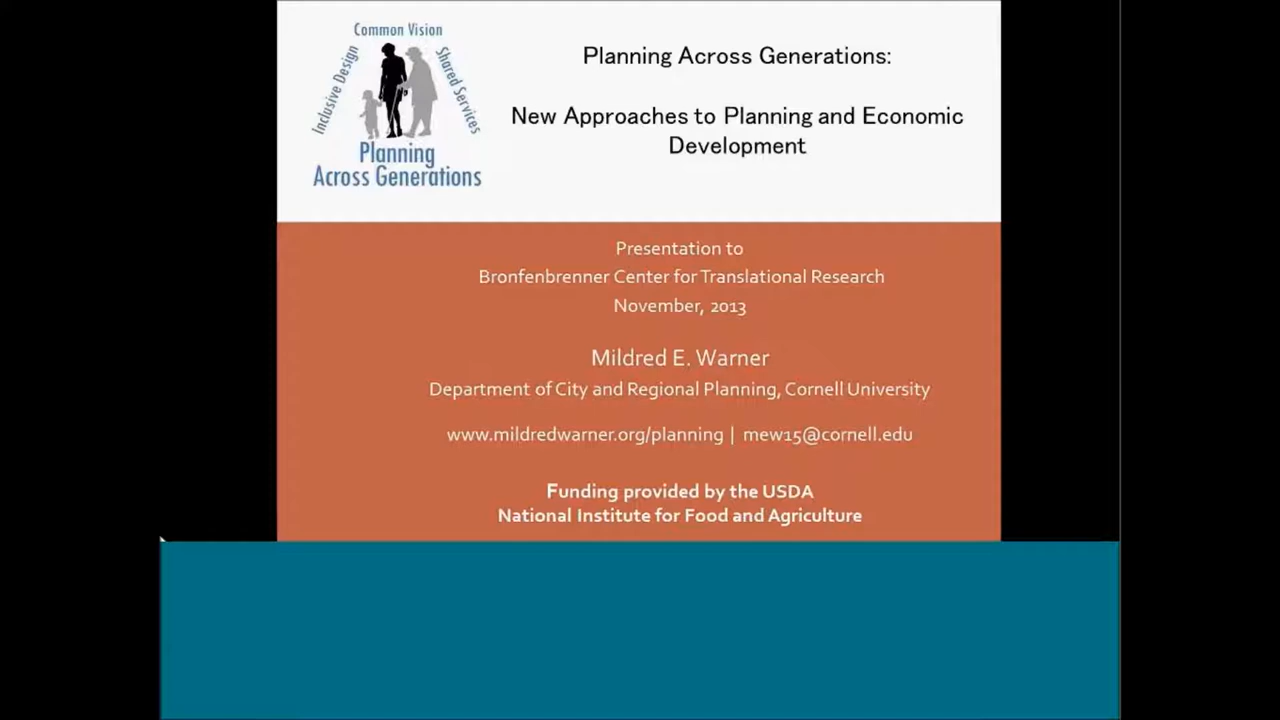 Common Vision
Inclusive Design
Shared Services
Planning
Across Generations
Planning Across Generations:
New Approaches to Planning and Economic
Development
Presentation to
Bronfenbrenner Center for Translational Research
November, 2013
Mildred E. Warner
Department of City and Regional Planning, Cornell University
www.mildredwarner.org/planning | mew15@cornell.edu
Funding provided by the USDA
National Institute for Food and Agriculture